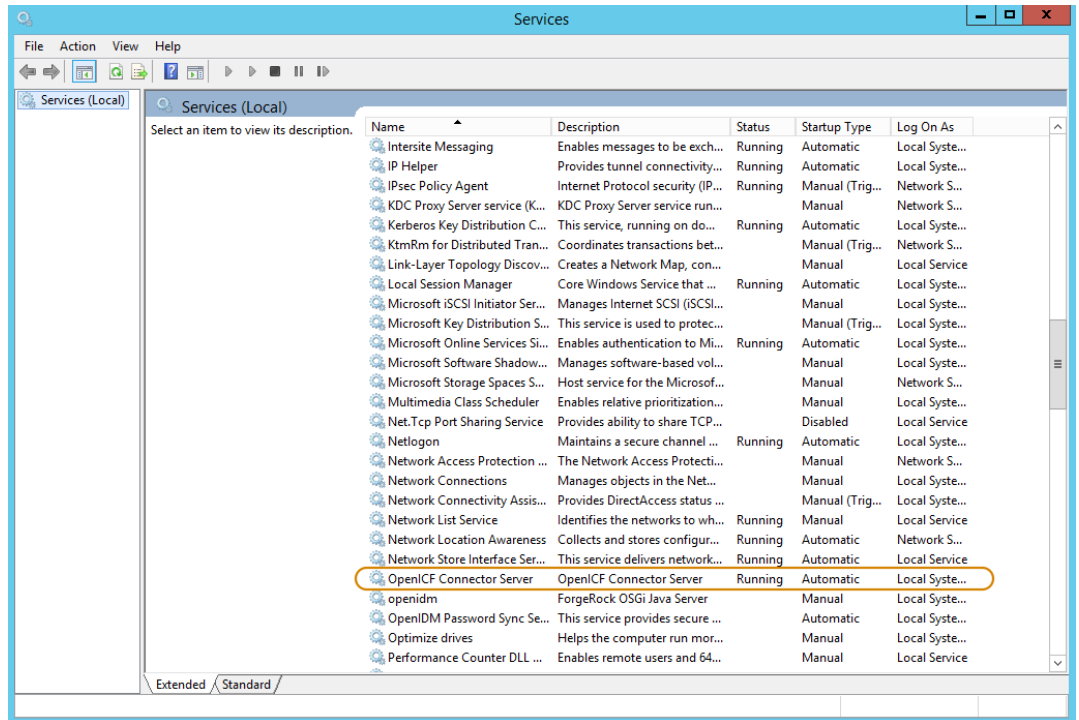 Services
File Action View Help
Services (Local)
Services (Local)
Select an item to view its description.
Name Description Status Startup Type Log On As
Intersite Messaging Enables messages to be exch... Running Automatic Local Syste...
IP Helper Provides tunnel connectivity... Running Automatic Local Syste...
IPsec Policy Agent Internet Protocol security (IP... Running Manual (Trig... Network S...
KDC Proxy Server service (K... KDC Proxy Server service run... Manual Network S...
Kerberos Key Distribution C... This service, running on do... Running Automatic Local Syste...
KtmRm for Distributed Tran... Coordinates transactions bet... Manual (Trig... Network S...
Link-Layer Topology Discov... Creates a Network Map, con... Manual Local Service
Local Session Manager Core Windows Service that ... Running Automatic Local Syste...
Microsoft iSCSI Initiator Ser... Manages Internet SCSI (iSCSI... Manual Local Syste...
Microsoft Key Distribution S... This service is used to protec... Manual (Trig... Local Syste...
Microsoft Online Services Si... Enables authentication to Mi... Running Automatic Local Syste...
Microsoft Software Shadow... Manages software-based vol... Manual Local Syste...
Microsoft Storage Spaces S... Host service for the Microsof... Manual Network S...
Multimedia Class Scheduler Enables relative prioritization... Manual Local Syste...
Net.Tcp Port Sharing Service Provides ability to share TCP... Disabled Local Service
Netlogon Maintains a secure channel ... Running Automatic Local Syste...
Network Access Protection ... The Network Access Protecti... Manual Network S...
Network Connections Manages objects in the Net... Manual Local Syste...
Network Connectivity Assis... Provides DirectAccess status ... Manual (Trig... Local Syste...
Network List Service Identifies the networks to wh... Running Manual Local Service
Network Location Awareness Collects and stores configur... Running Automatic Network S...
Network Store Interface Ser... This service delivers network... Running Automatic Local Service
OpenICF Connector Server OpenICF Connector Server Running Automatic Local Syste...
openidm ForgeRock OSGi Java Server Manual Local Syste...
OpenIDM Password Sync Se... This service provides secure ... Automatic Local Syste...
Optimize drives Helps the computer run mor... Manual Local Syste...
Performance Counter DLL ... Enables remote users and 64... Manual Local Service
Extended Standard